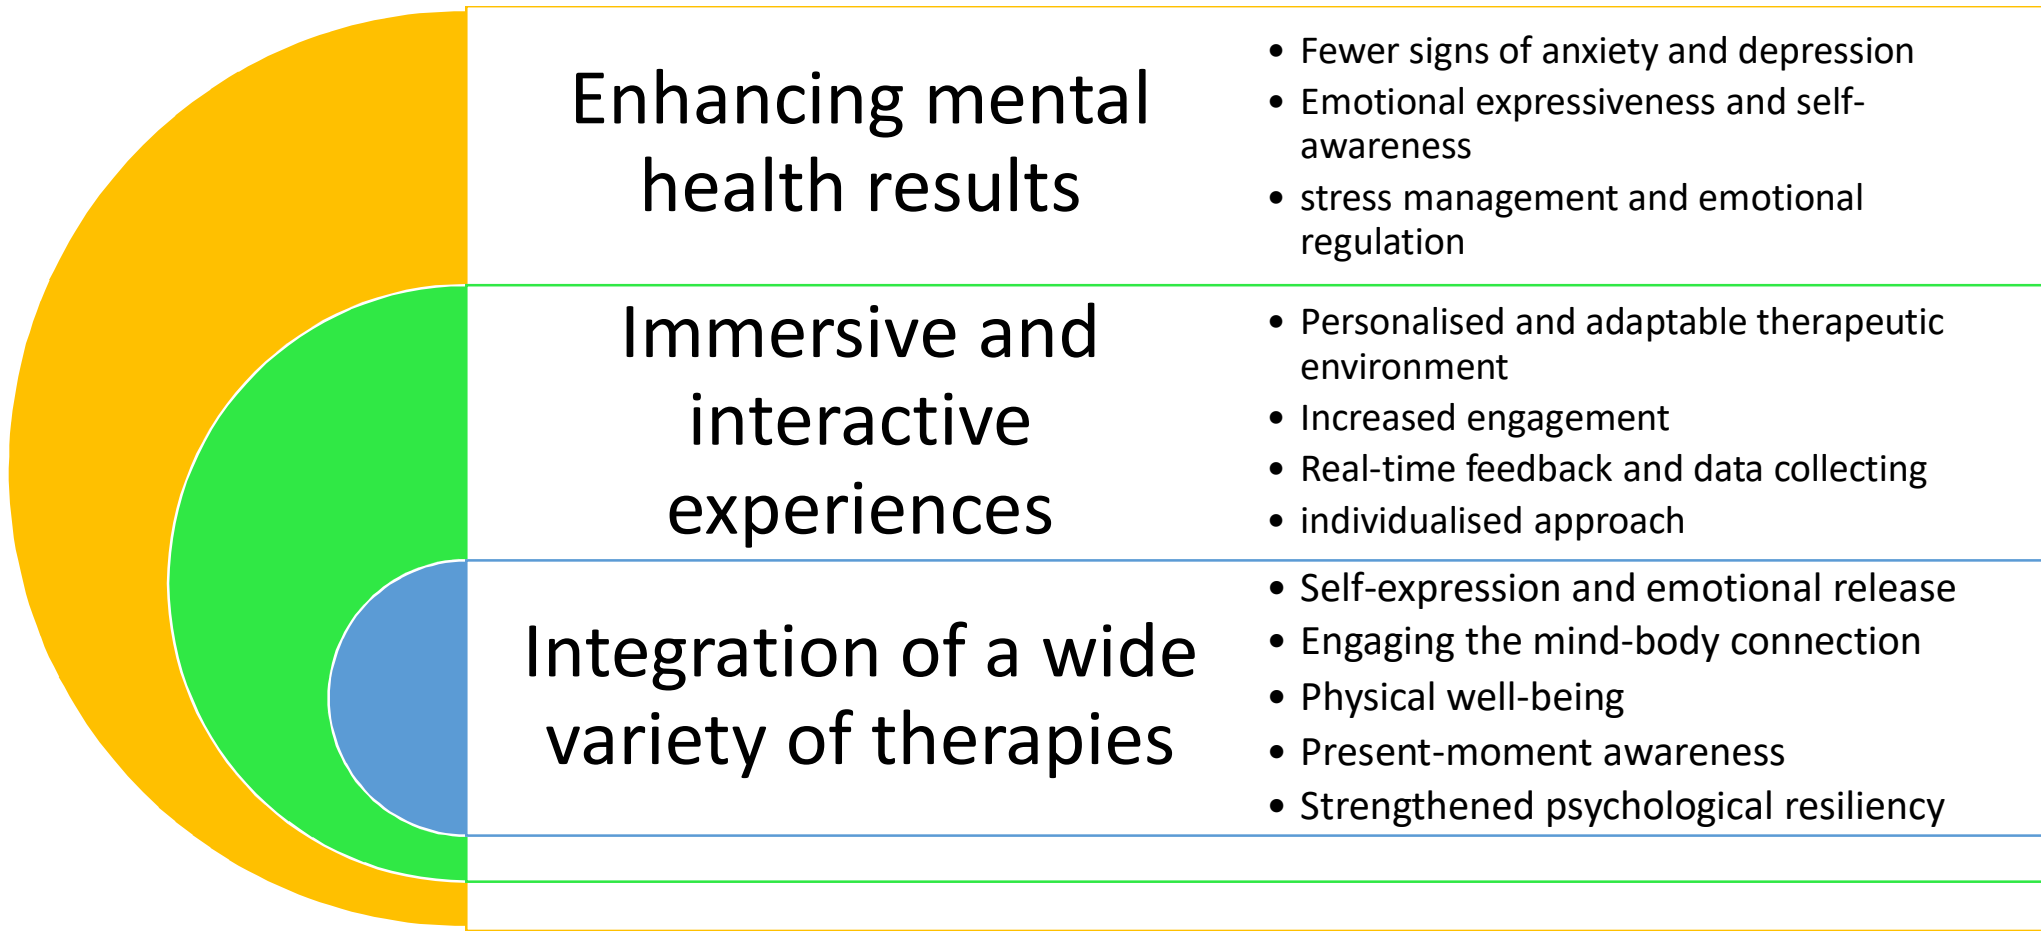 Enhancing mental
health results
• Fewer signs of anxiety and depression
• Emotional expressiveness and self-
awareness
• stress management and emotional
regulation
Immersive and
interactive
experiences
• Personalised and adaptable therapeutic
environment
• Increased engagement
• Real-time feedback and data collecting
• individualised approach
Integration of a wide
variety of therapies
• Self-expression and emotional release
• Engaging the mind-body connection
• Physical well-being
• Present-moment awareness
• Strengthened psychological resiliency